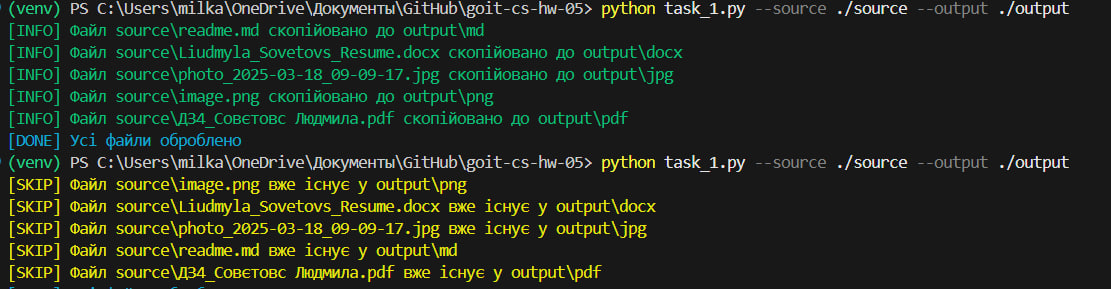 (venv) PS C:\Users\milka\OneDrive\Документы\GitHub\goit-cs-hw-05> python task_1.py --source ./source --output ./output
[INFO] Файл source\readme.md скопійовано до output\md
[INFO] Файл source\Liudmyla_Sovetovs_Resume.docx скопійовано до output\docx
[INFO] Файл source\photo_2025-03-18_09-09-17.jpg скопійовано до output\jpg
[INFO] Файл source\image.png скопійовано до output\png
[INFO] Файл source\ДЗ4_Совєтовс Людмила.pdf скопійовано до output\pdf
[DONE] Усі файли оброблено
(venv) PS C:\Users\milka\OneDrive\Документы\GitHub\goit-cs-hw-05> python task_1.py --source ./source --output ./output
[SKIP] Файл source\image.png вже існує у output\png
[SKIP] Файл source\Liudmyla_Sovetovs_Resume.docx вже існує у output\docx
[SKIP] Файл source\photo_2025-03-18_09-09-17.jpg вже існує у output\jpg
[SKIP] Файл source\readme.md вже існує у output\md
[SKIP] Файл source\ДЗ4_Совєтовс Людмила.pdf вже існує у output\pdf